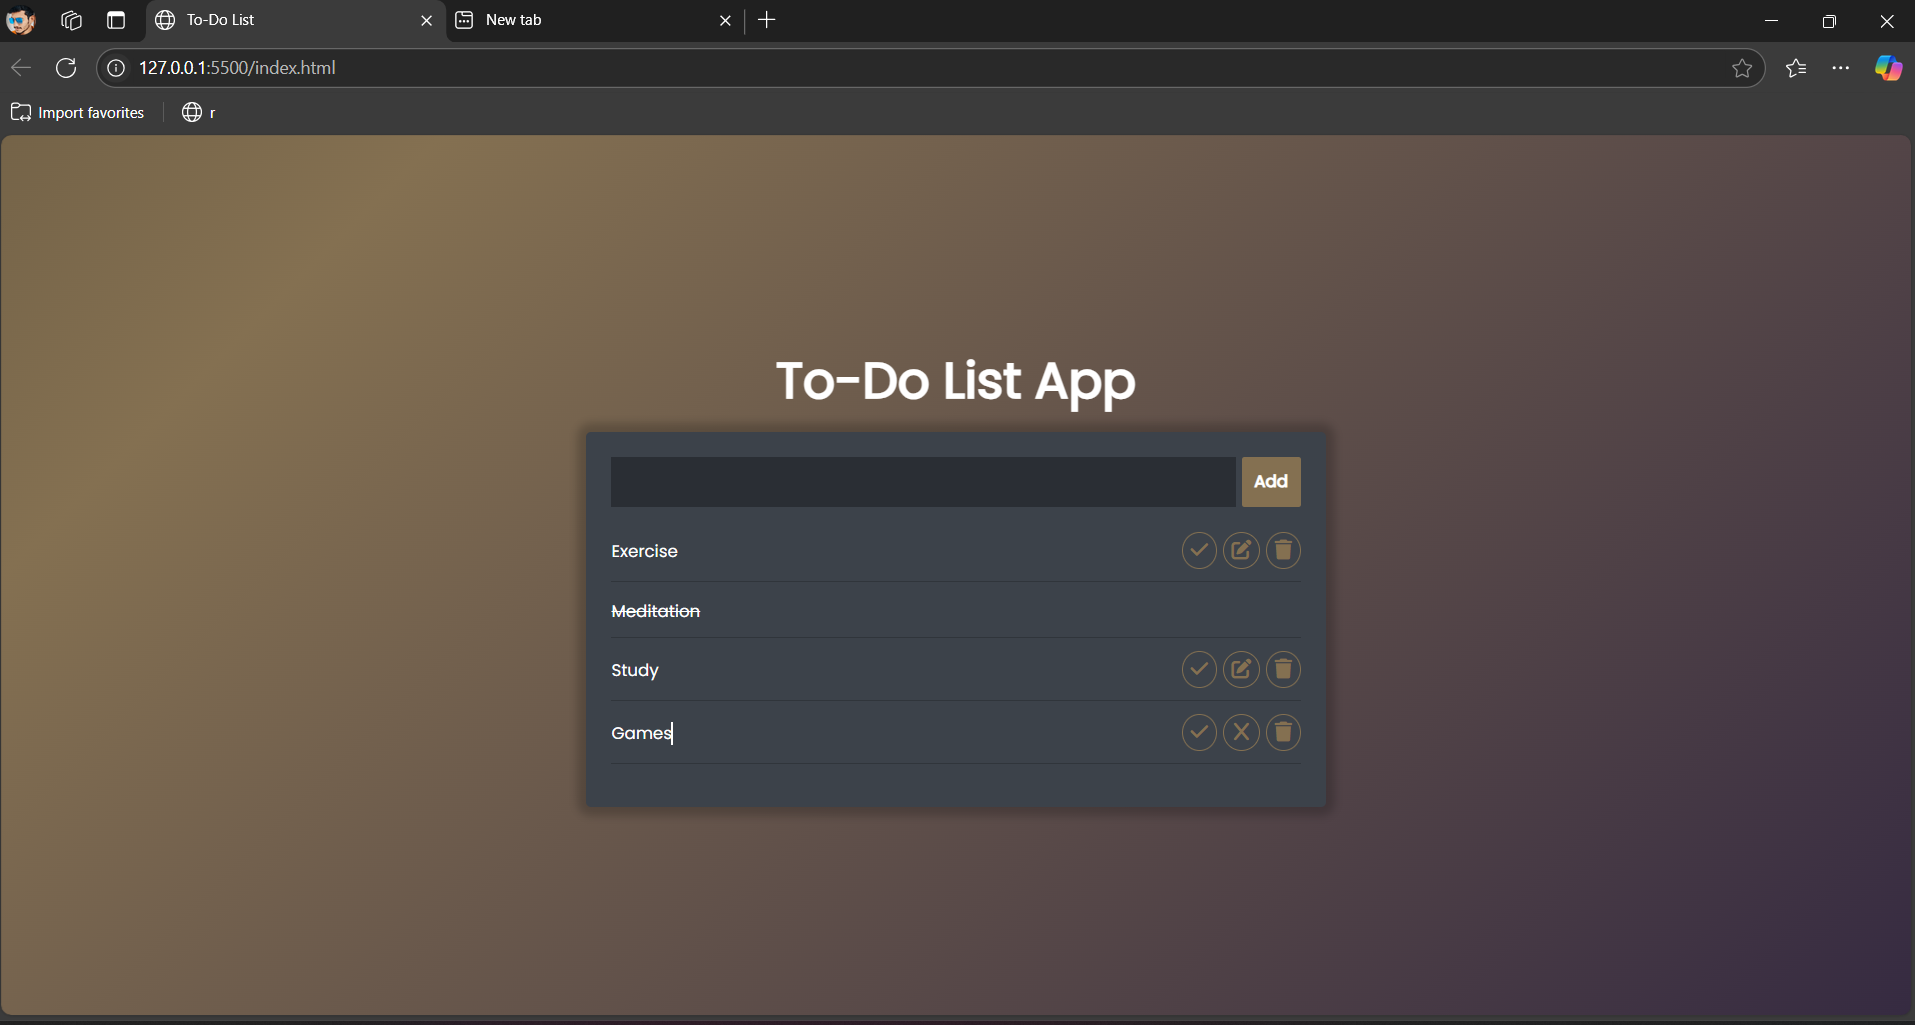 To-Do List
New tab
127.0.0.1:5500/index.html
Import favorites
r
To-Do List App
Add
Exercise
Meditation
Study
Games